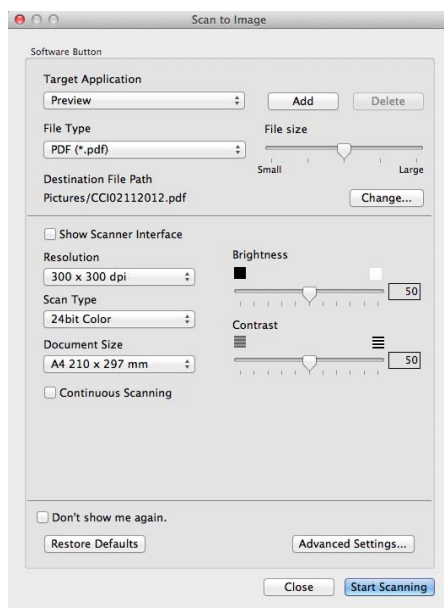 Scan to Image
Software Button
Target Application
Preview
Add
Delete
File Type
File size
PDF (*.pdf)
Small
Large
Destination File Path
Pictures/CCI02112012.pdf
Change...
Show Scanner Interface
Resolution
Brightness
300 x 300 dpi
50
Scan Type
24bit Color
Contrast
Document Size
A4 210 x 297 mm
50
Continuous Scanning
Don't show me again.
Restore Defaults
Advanced Settings...
Close
Start Scanning